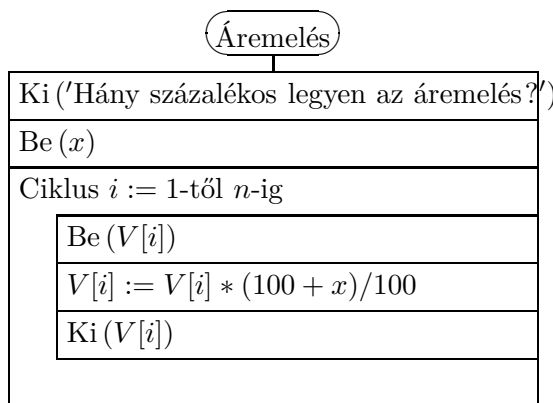 Áremelés
Ki ('Hány százalékos legyen az áremelés?')
Be (x)
Ciklus i := 1-től n-ig
Be (V[i])
V[i] := V[i] ∗ (100 + x)/100
Ki (V[i])